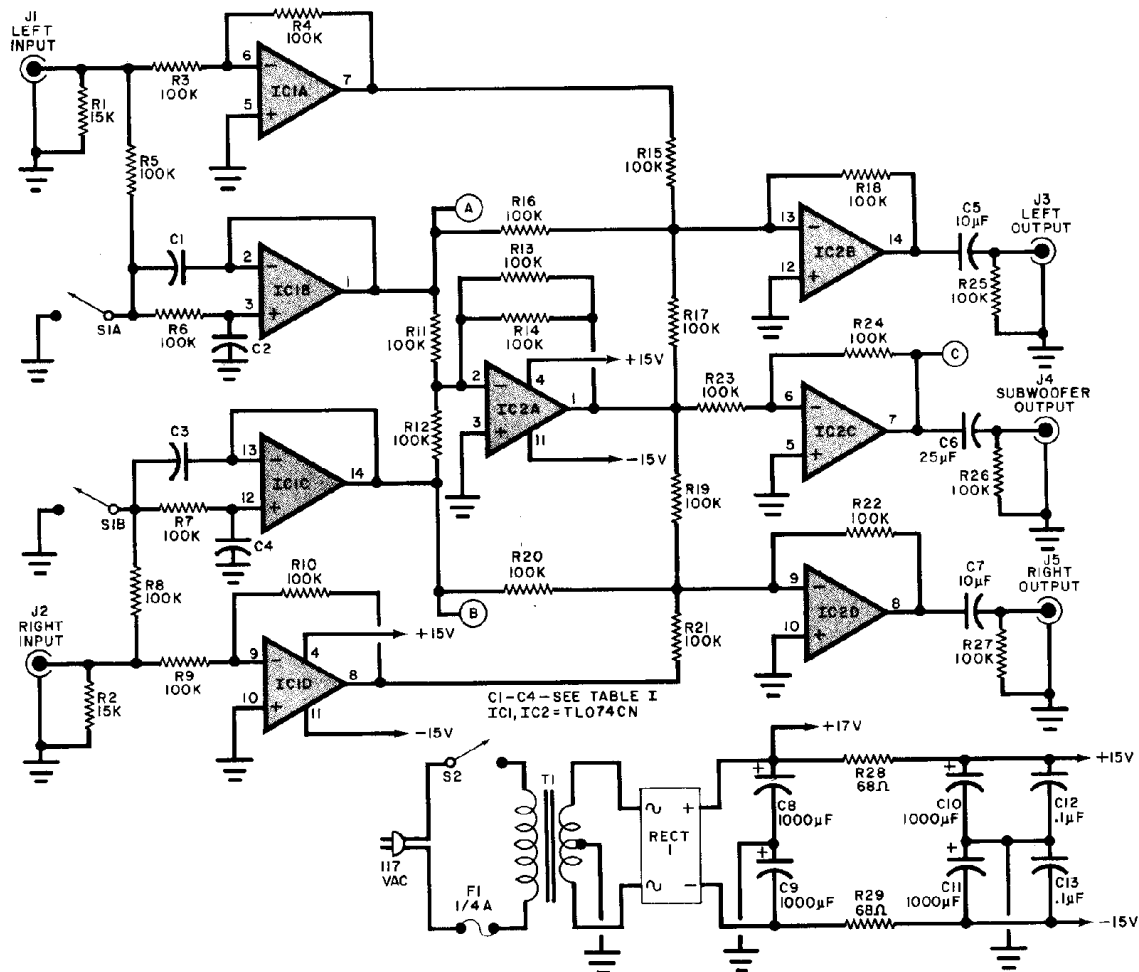 J1
LEFT
INPUT
R1
15K
R3
100K
R4
100K
6
5
7
IC1A
R5
100K
C1
S1A
R6
100K
C2
2
3
1
IC1B
A
R16
100K
R13
100K
R14
100K
R11
100K
R12
100K
2
3
1
4
11
IC2A
+15V
-15V
R15
100K
R17
100K
R23
100K
R19
100K
R21
100K
R18
100K
13
12
14
IC2B
C5
10µF
R25
100K
J3
LEFT
OUTPUT
R24
100K
C
6
5
7
IC2C
C6
25µF
R26
100K
J4
SUBWOOFER
OUTPUT
C3
S1B
R7
100K
C4
13
12
14
IC1C
R8
100K
R20
100K
B
R22
100K
9
10
8
IC2D
C7
10µF
R27
100K
J5
RIGHT
OUTPUT
J2
RIGHT
INPUT
R2
15K
R9
100K
R10
100K
9
10
8
4
11
IC1D
+15V
-15V
C1-C4-SEE TABLE I
IC1, IC2=TL074CN
117
VAC
S2
F1
1/4A
T1
RECT
1
+
-
+17V
+
C8
1000µF
+
C9
1000µF
R28
68Ω
R29
68Ω
+
C10
1000µF
+
C11
1000µF
C12
.1µF
C13
.1µF
+15V
-15V